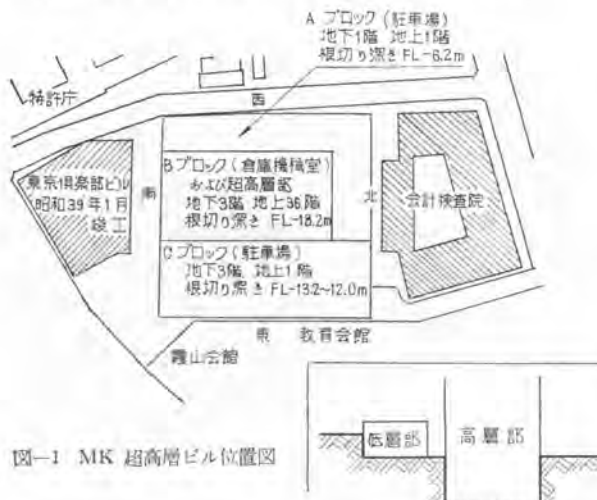 A ブロック(駐車場)
地下1階 地上1階
根切り深さ FL-6.2m
特許庁
西
東京倶楽部ビル
昭和39年1月
竣工
南
B ブロック(倉庫機械室)
および超高層部
地下3階 地上36階
根切り深さ FL-18.2m
北
会計検査院
C ブロック(駐車場)
地下3階 地上1階
根切り深さ FL-13.2~12.0m
東 教育会館
霞山会館
低層部
高層部
図-1 MK 超高層ビル位置図